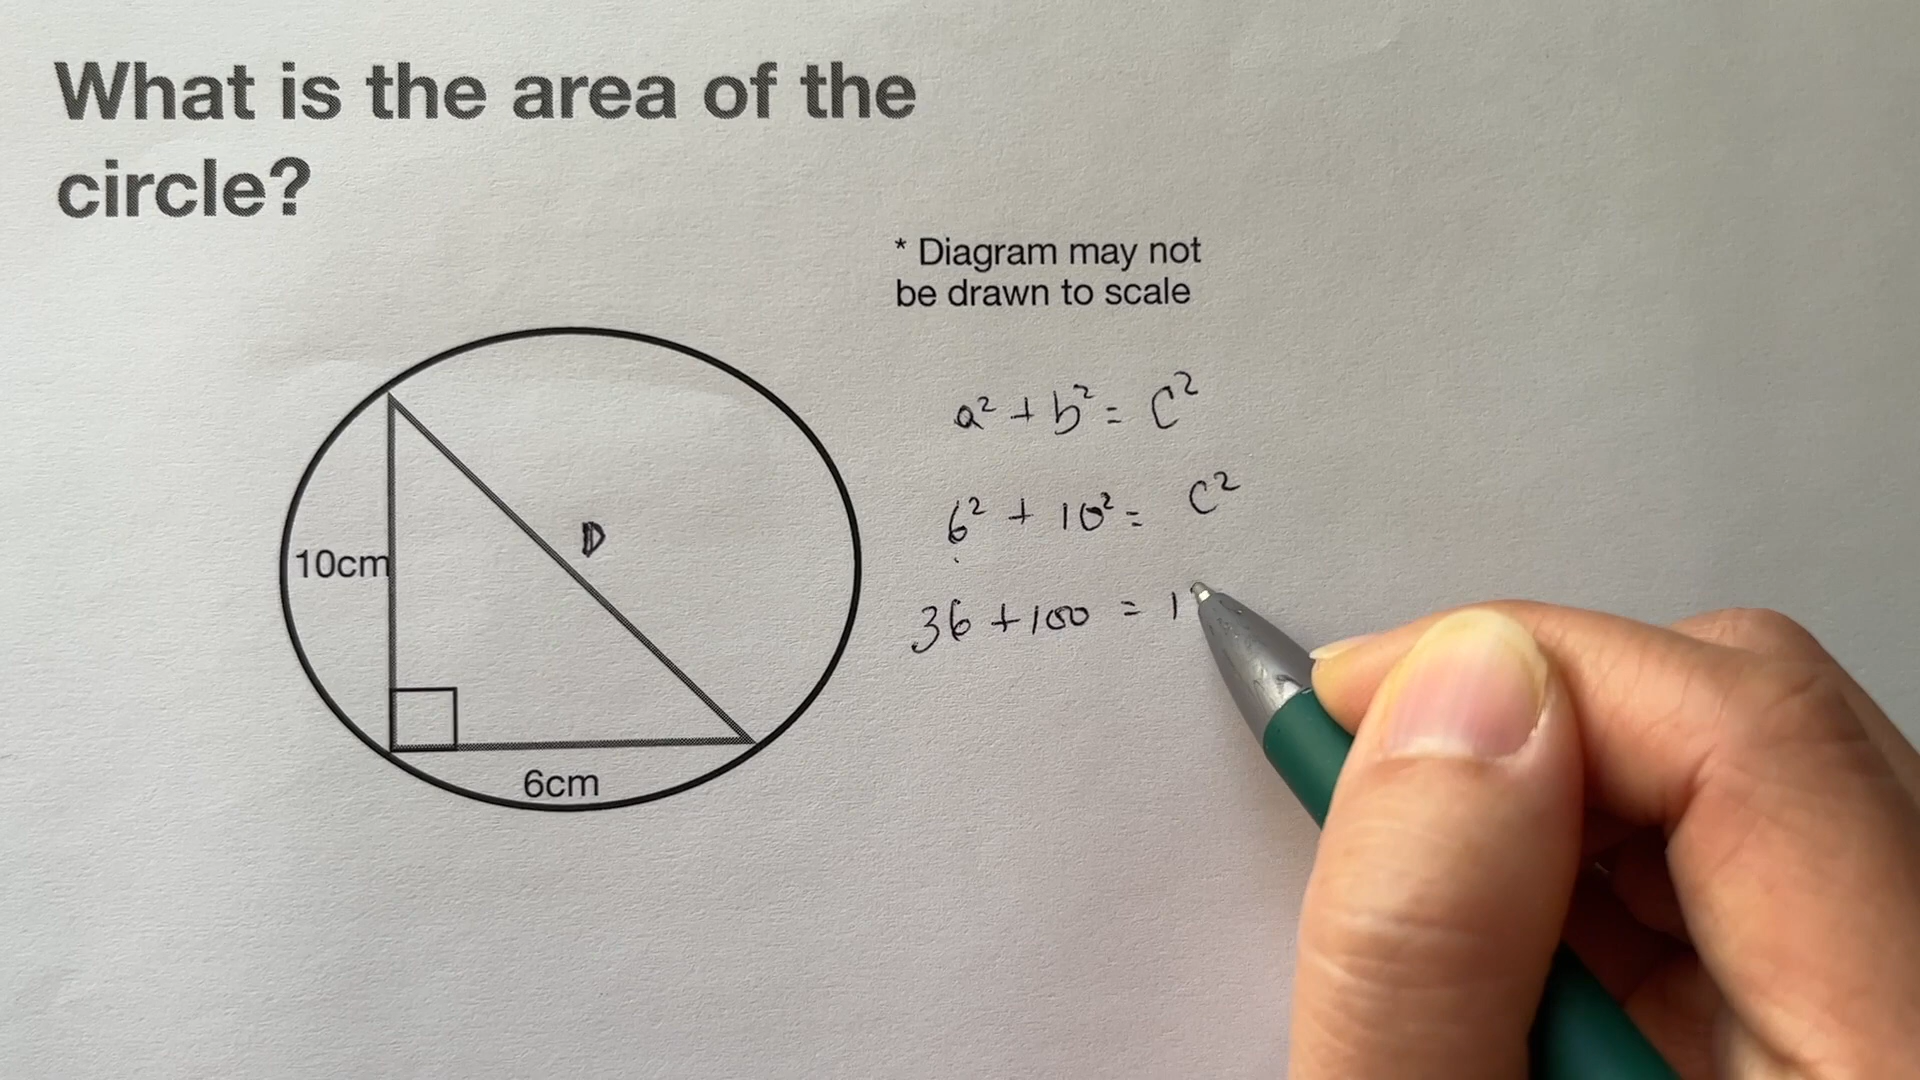 What is the area of the
circle?
* Diagram may not
be drawn to scale
a² + b² = C²
6² + 10² = C²
D
10cm
36 + 100 = 1
6cm